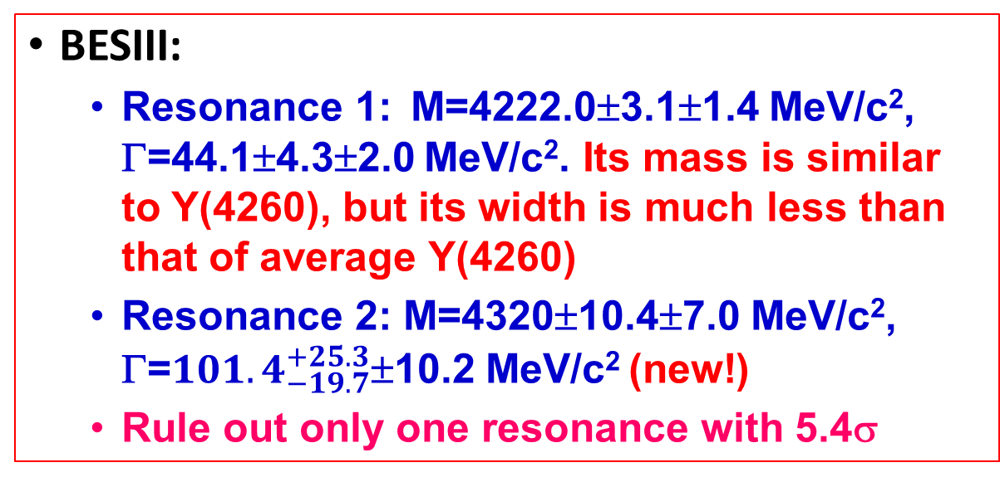 • BESIII:
• Resonance 1: M=4222.0±3.1±1.4 MeV/c²,
Γ=44.1±4.3±2.0 MeV/c². Its mass is similar
to Y(4260), but its width is much less than
that of average Y(4260)
• Resonance 2: M=4320±10.4±7.0 MeV/c²,
Γ=101.4₋₁₉.₇⁺²⁵·³±10.2 MeV/c² (new!)
• Rule out only one resonance with 5.4σ